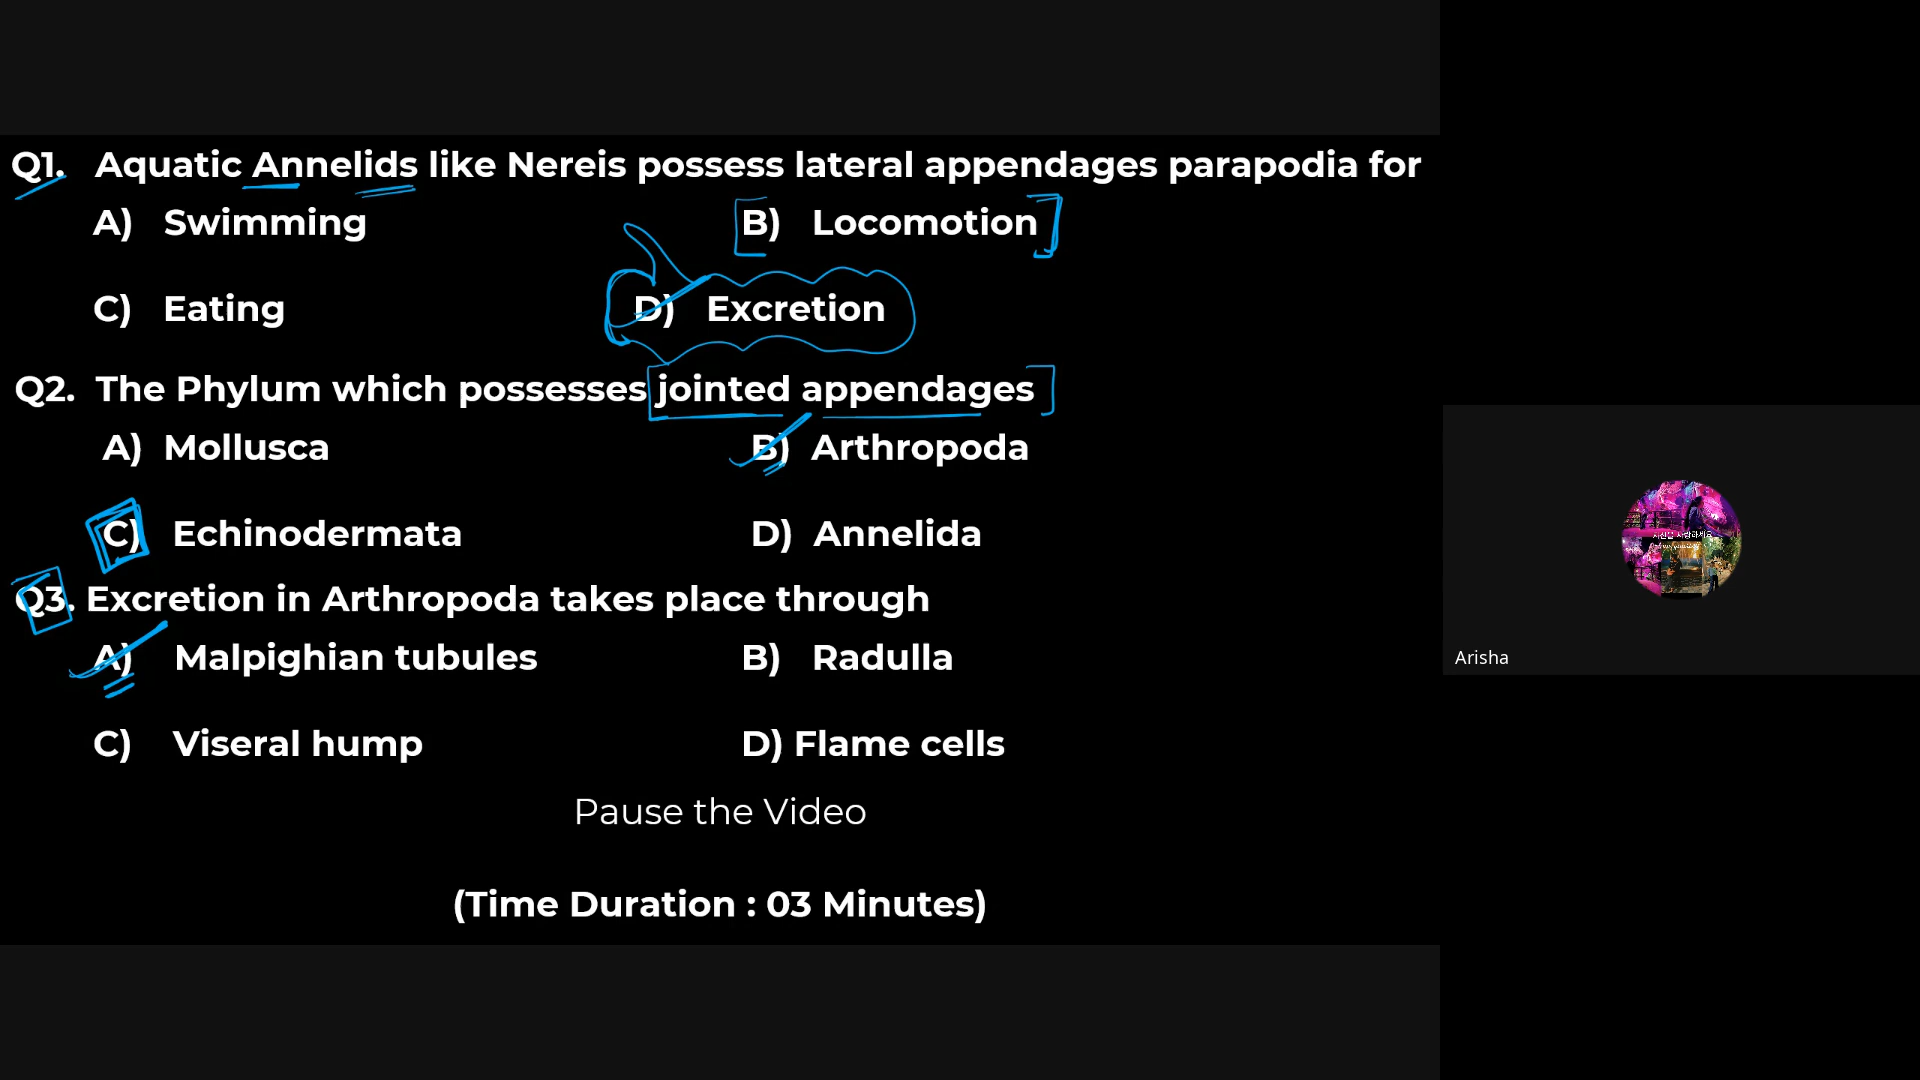 Q1. Aquatic Annelids like Nereis possess lateral appendages parapodia for
A) Swimming B) Locomotion
C) Eating D) Excretion
Q2. The Phylum which possesses jointed appendages
A) Mollusca B) Arthropoda
C) Echinodermata D) Annelida
Q3. Excretion in Arthropoda takes place through
A) Malpighian tubules B) Radulla
C) Viseral hump D) Flame cells
Pause the Video
(Time Duration : 03 Minutes)
Arisha